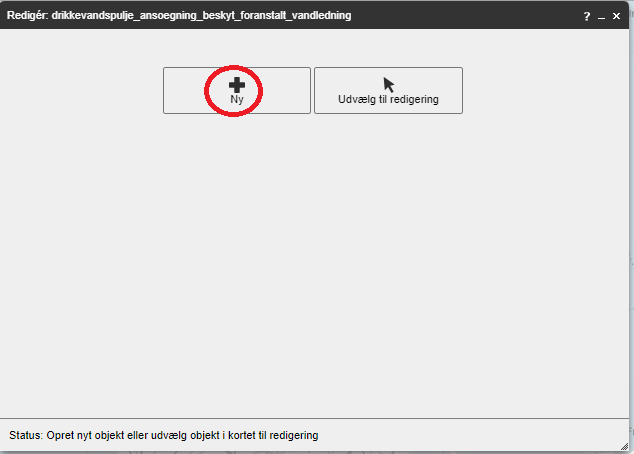 Redigér: drikkevandspulje_ansoegning_beskyt_foranstalt_vandledning
? _ ×
Ny
Udvælg til redigering
Status: Opret nyt objekt eller udvælg objekt i kortet til redigering